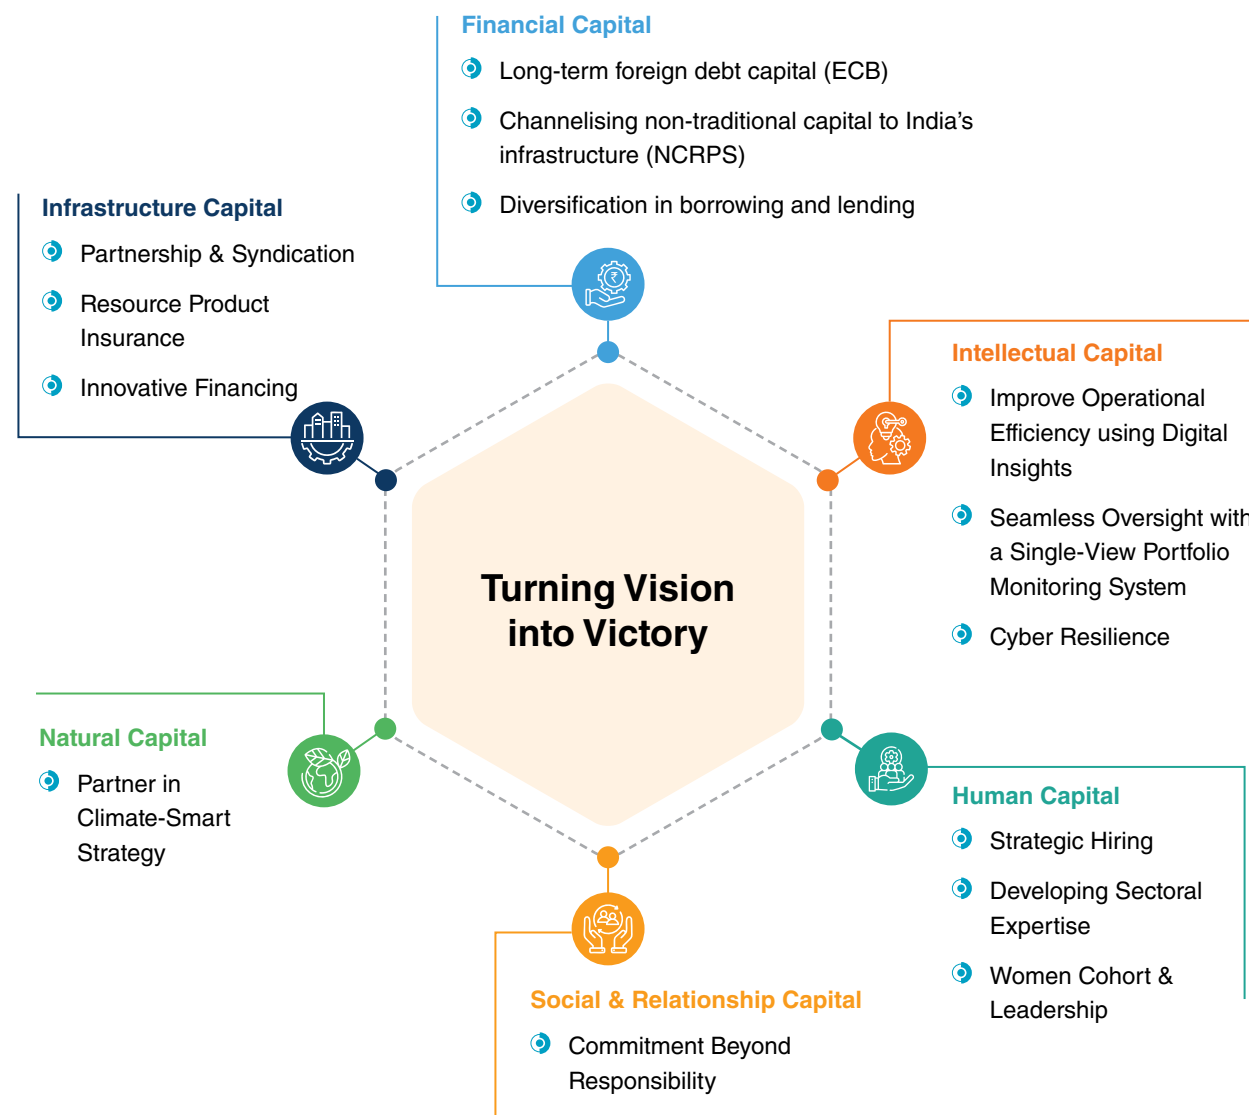 Financial Capital
Long-term foreign debt capital (ECB)
Channelising non-traditional capital to India’s
infrastructure (NCRPS)
Diversification in borrowing and lending
₹
Infrastructure Capital
Partnership & Syndication
Resource Product
Insurance
Innovative Financing
Intellectual Capital
Improve Operational
Efficiency using Digital
Insights
Seamless Oversight with
a Single-View Portfolio
Monitoring System
Cyber Resilience
Turning Vision
into Victory
Natural Capital
Partner in
Climate-Smart
Strategy
Human Capital
Strategic Hiring
Developing Sectoral
Expertise
Women Cohort &
Leadership
Social & Relationship Capital
Commitment Beyond
Responsibility